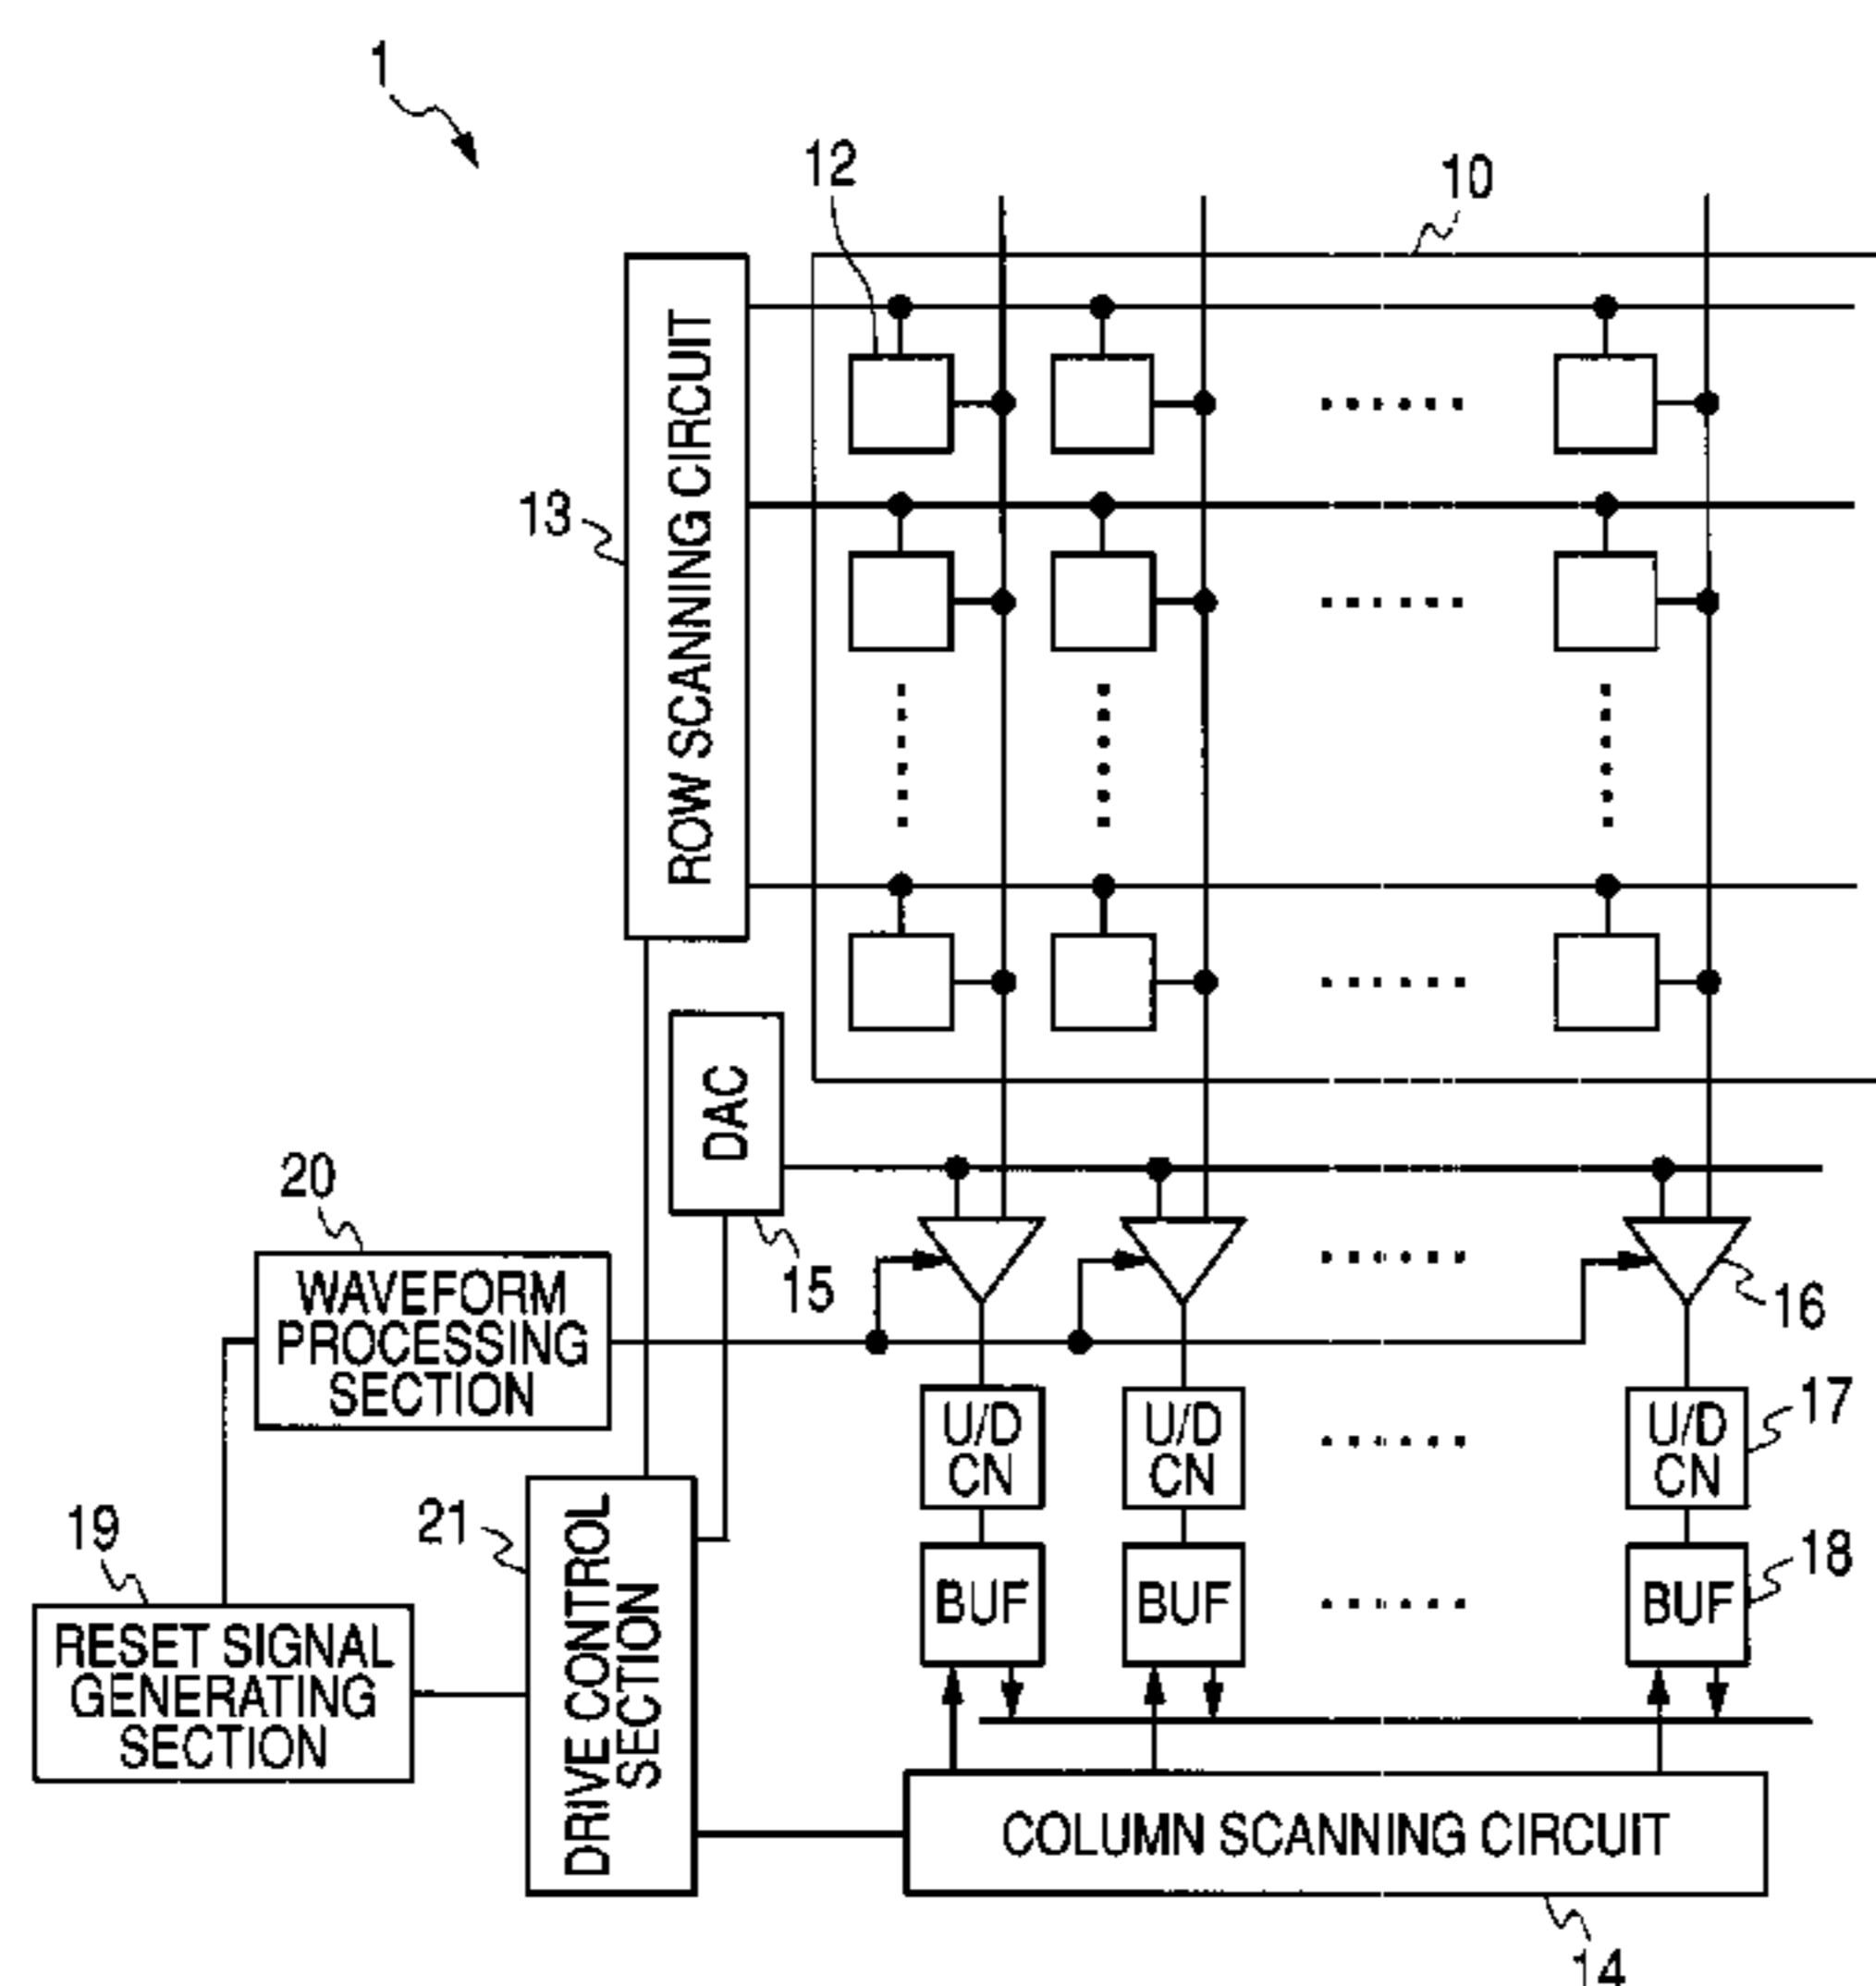 1
12
10
ROW SCANNING CIRCUIT
13
DAC
20
15
WAVEFORM
PROCESSING
SECTION
16
U/D
CN
U/D
CN
U/D
CN
17
19
21
DRIVE CONTROL
SECTION
BUF
BUF
BUF
18
RESET SIGNAL
GENERATING
SECTION
COLUMN SCANNING CIRCUIT
14